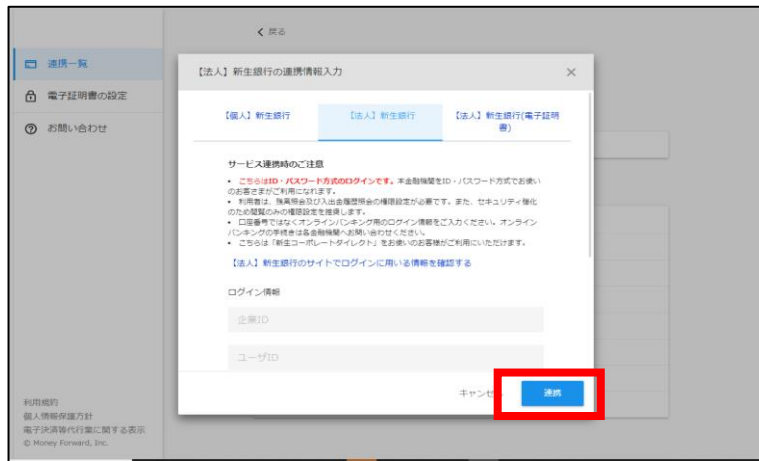 戻る
連携一覧
電子証明書の設定
お問い合わせ
【法人】新生銀行の連携情報入力
【個人】新生銀行
【法人】新生銀行
【法人】新生銀行(電子証明
書)
サービス連携時のご注意
• こちらはID・パスワード方式のログインです。本金融機関をID・パスワード方式でお使い
のお客さまがご利用になれます。
• 利用者は、残高照会及び入出金履歴照会の権限設定が必要です。また、セキュリティ強化
のため閲覧のみの権限設定を推奨します。
• 口座番号ではなくオンラインバンキング用のログイン情報をご入力ください。オンライン
バンキングの手続きは各金融機関へお問い合わせください。
• こちらは「新生コーポレートダイレクト」をお使いのお客様がご利用にいただけます。
【法人】新生銀行のサイトでログインに用いる情報を確認する
ログイン情報
企業ID
ユーザID
キャンセ
連携
利用規約
個人情報保護方針
電子決済等代行業に関する表示
© Money Forward, Inc.